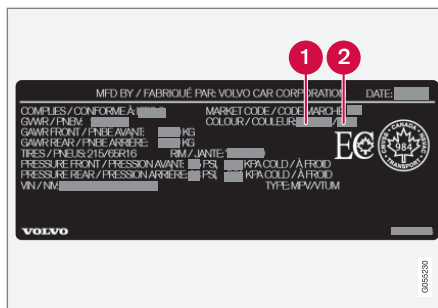 1 2
MFD BY / FABRIQUÉ PAR: VOLVO CAR CORPORATION DATE:
COMPLIES / CONFORME À: MARKET CODE / CODE MARCHÉ
GVWR / PNBV: COLOUR / COULEUR: /
GAWR FRONT / PNBE AVANT: KG
GAWR REAR / PNBE ARRIÈRE: KG
TIRES / PNEUS: 215/65R16 RIM / JANTE:
PRESSURE FRONT / PRESSION AVANT: PSI, KPA COLD / À FROID
PRESSURE REAR / PRESSION ARRIÈRE: PSI, KPA COLD / À FROID
VIN / NIV: TYPE: MPV/VTUM
EC
CANADA
984
TRANSPORT
VOLVO
G055230